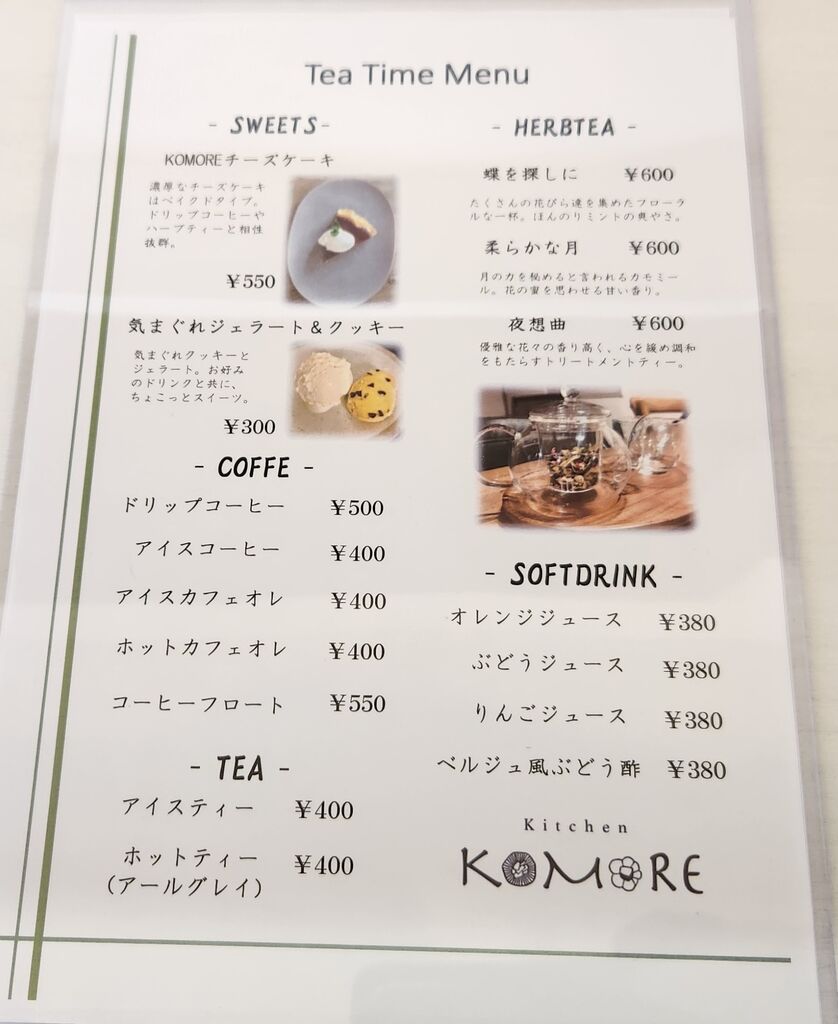 Tea Time Menu
- SWEETS -
KOMOREチーズケーキ
濃厚なチーズケーキ
はベイクドタイプ。
ドリップコーヒーや
ハーブティーと相性
抜群。
¥550
気まぐれジェラート＆クッキー
気まぐれクッキーと
ジェラート。お好み
のドリンクと共に、
ちょこっとスイーツ。
¥300
- COFFE -
ドリップコーヒー ¥500
アイスコーヒー ¥400
アイスカフェオレ ¥400
ホットカフェオレ ¥400
コーヒーフロート ¥550
- TEA -
アイスティー ¥400
ホットティー ¥400
(アールグレイ)
- HERBTEA -
蝶を探しに ¥600
たくさんの花びら達を集めたフローラ
ルな一杯。ほんのりミントの爽やさ。
柔らかな月 ¥600
月の力を秘めると言われるカモミー
ル。花の蜜を思わせる甘い香り。
夜想曲 ¥600
優雅な花々の香り高く、心を緩め調和
をもたらすトリートメントティー。
- SOFTDRINK -
オレンジジュース ¥380
ぶどうジュース ¥380
りんごジュース ¥380
ベルジュ風ぶどう酢 ¥380
Kitchen
KOMORE